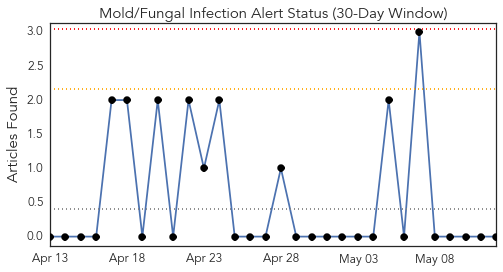 Mold/Fungal Infection Alert Status (30-Day Window)
Articles Found
3.0
2.5
2.0
1.5
1.0
0.5
0.0
Apr 13 Apr 18 Apr 23 Apr 28 May 03 May 08